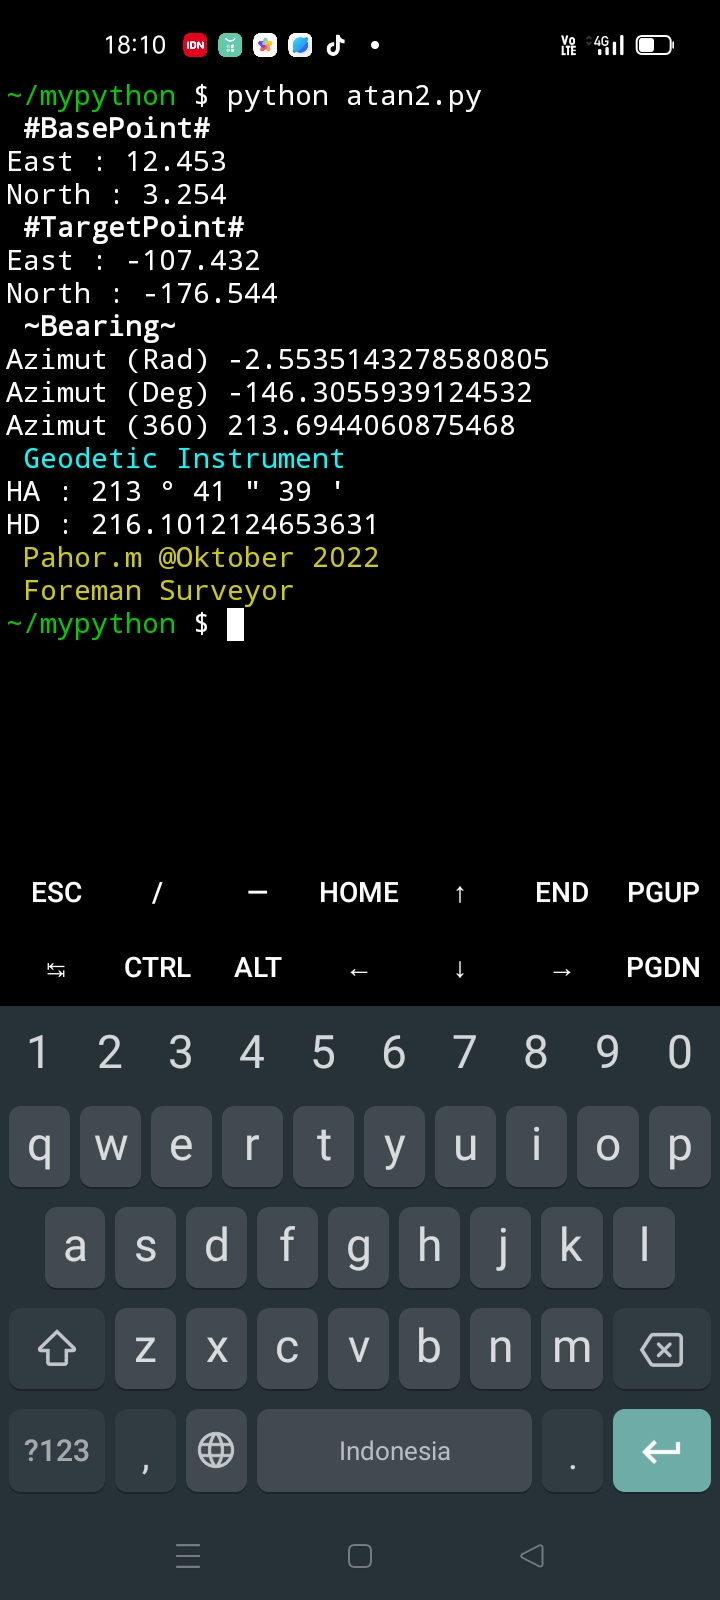 18:10 IDN Vo LTE 4G
~/mypython $ python atan2.py
#BasePoint#
East : 12.453
North : 3.254
#TargetPoint#
East : -107.432
North : -176.544
~Bearing~
Azimut (Rad) -2.5535143278580805
Azimut (Deg) -146.3055939124532
Azimut (360) 213.6944060875468
Geodetic Instrument
HA : 213 ° 41 " 39 '
HD : 216.1012124653631
Pahor.m @Oktober 2022
Foreman Surveyor
~/mypython $
ESC / — HOME ↑ END PGUP
↹ CTRL ALT ← ↓ → PGDN
1 2 3 4 5 6 7 8 9 0
q w e r t y u i o p
a s d f g h j k l
z x c v b n m
?123 , Indonesia .